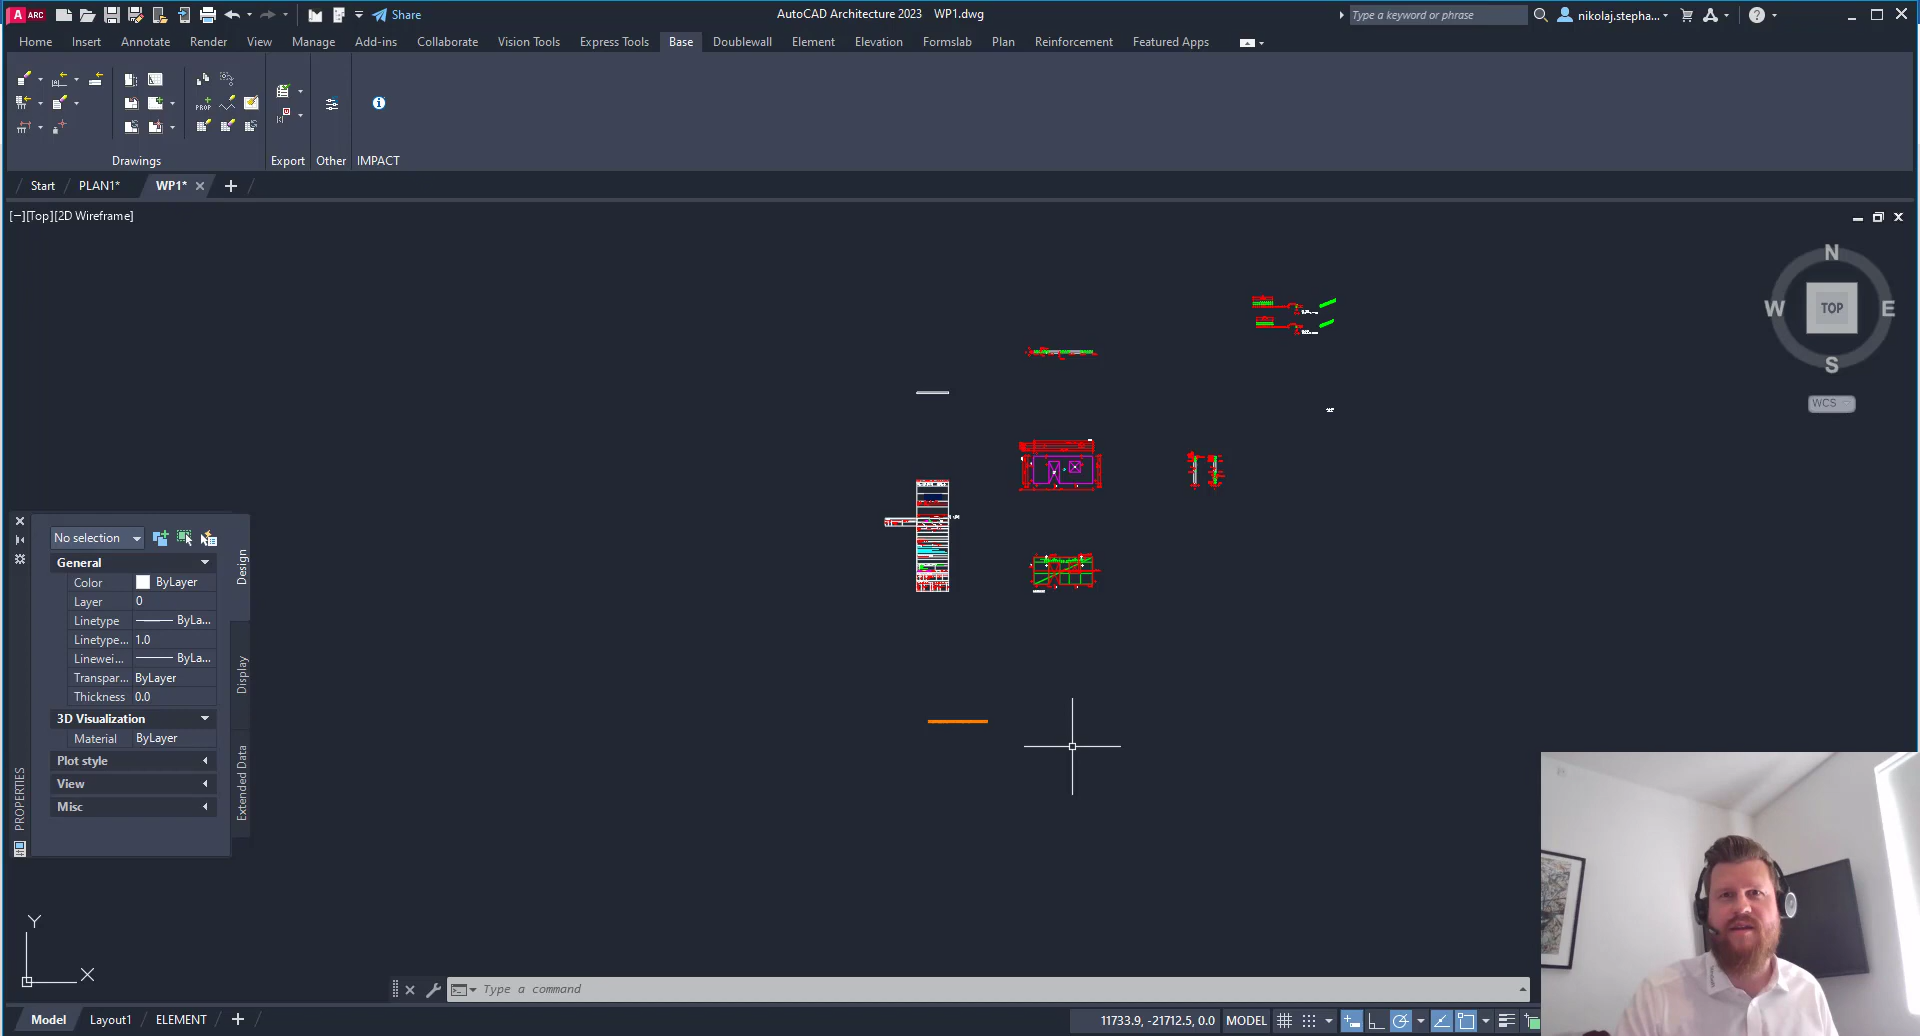 A ARC Share AutoCAD Architecture 2023 WP1.dwg Type a keyword or phrase nikolaj.stepha... ?
Home Insert Annotate Render View Manage Add-ins Collaborate Vision Tools Express Tools Base Doublewall Element Elevation Formslab Plan Reinforcement Featured Apps
PROP
Drawings Export Other IMPACT
Start PLAN1* WP1*
[−][Top][2D Wireframe]
N
W TOP E
S
WCS
No selection
General
Color ByLayer
Layer 0
Linetype ByLa...
Linetype... 1.0
Linewei... ByLa...
Transpar... ByLayer
Thickness 0.0
3D Visualization
Material ByLayer
Plot style
View
Misc
Design
Display
Extended Data
PROPERTIES
Y
X
Type a command
Model Layout1 ELEMENT
11733.9, -21712.5, 0.0 MODEL